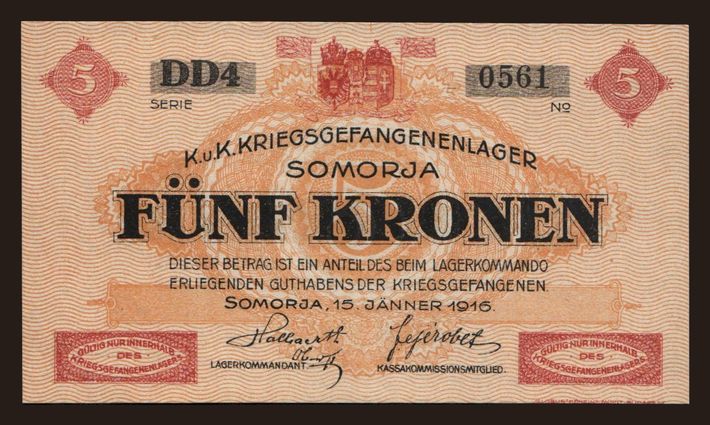 5 DD4 0561 5
SERIE No
K.u.K. KRIEGSGEFANGENENLAGER
SOMORJA
FÜNF KRONEN
DIESER BETRAG IST EIN ANTEIL DES BEIM LAGERKOMMANDO
ERLIEGENDEN GUTHABENS DER KRIEGSGEFANGENEN.
SOMORJA, 15. JÄNNER 1916.
GÜLTIG NUR INNERHALB
DES
KRIEGSGEFANGENENLAGERS
LAGERKOMMANDANT.
KASSAKOMMISSIONSMITGLIED.
GÜLTIG NUR INNERHALB
DES
KRIEGSGEFANGENENLAGERS